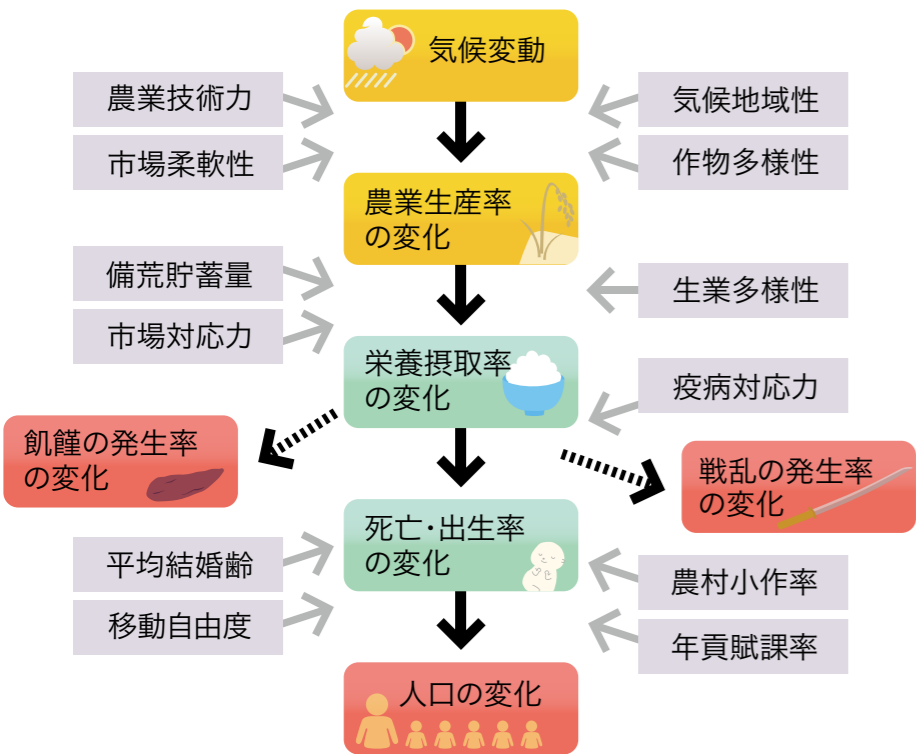 気候変動
農業技術力
気候地域性
市場柔軟性
作物多様性
農業生産率
の変化
備荒貯蓄量
生業多様性
市場対応力
栄養摂取率
の変化
疫病対応力
飢饉の発生率
の変化
戦乱の発生率
の変化
死亡・出生率
の変化
平均結婚齢
農村小作率
移動自由度
年貢賦課率
人口の変化